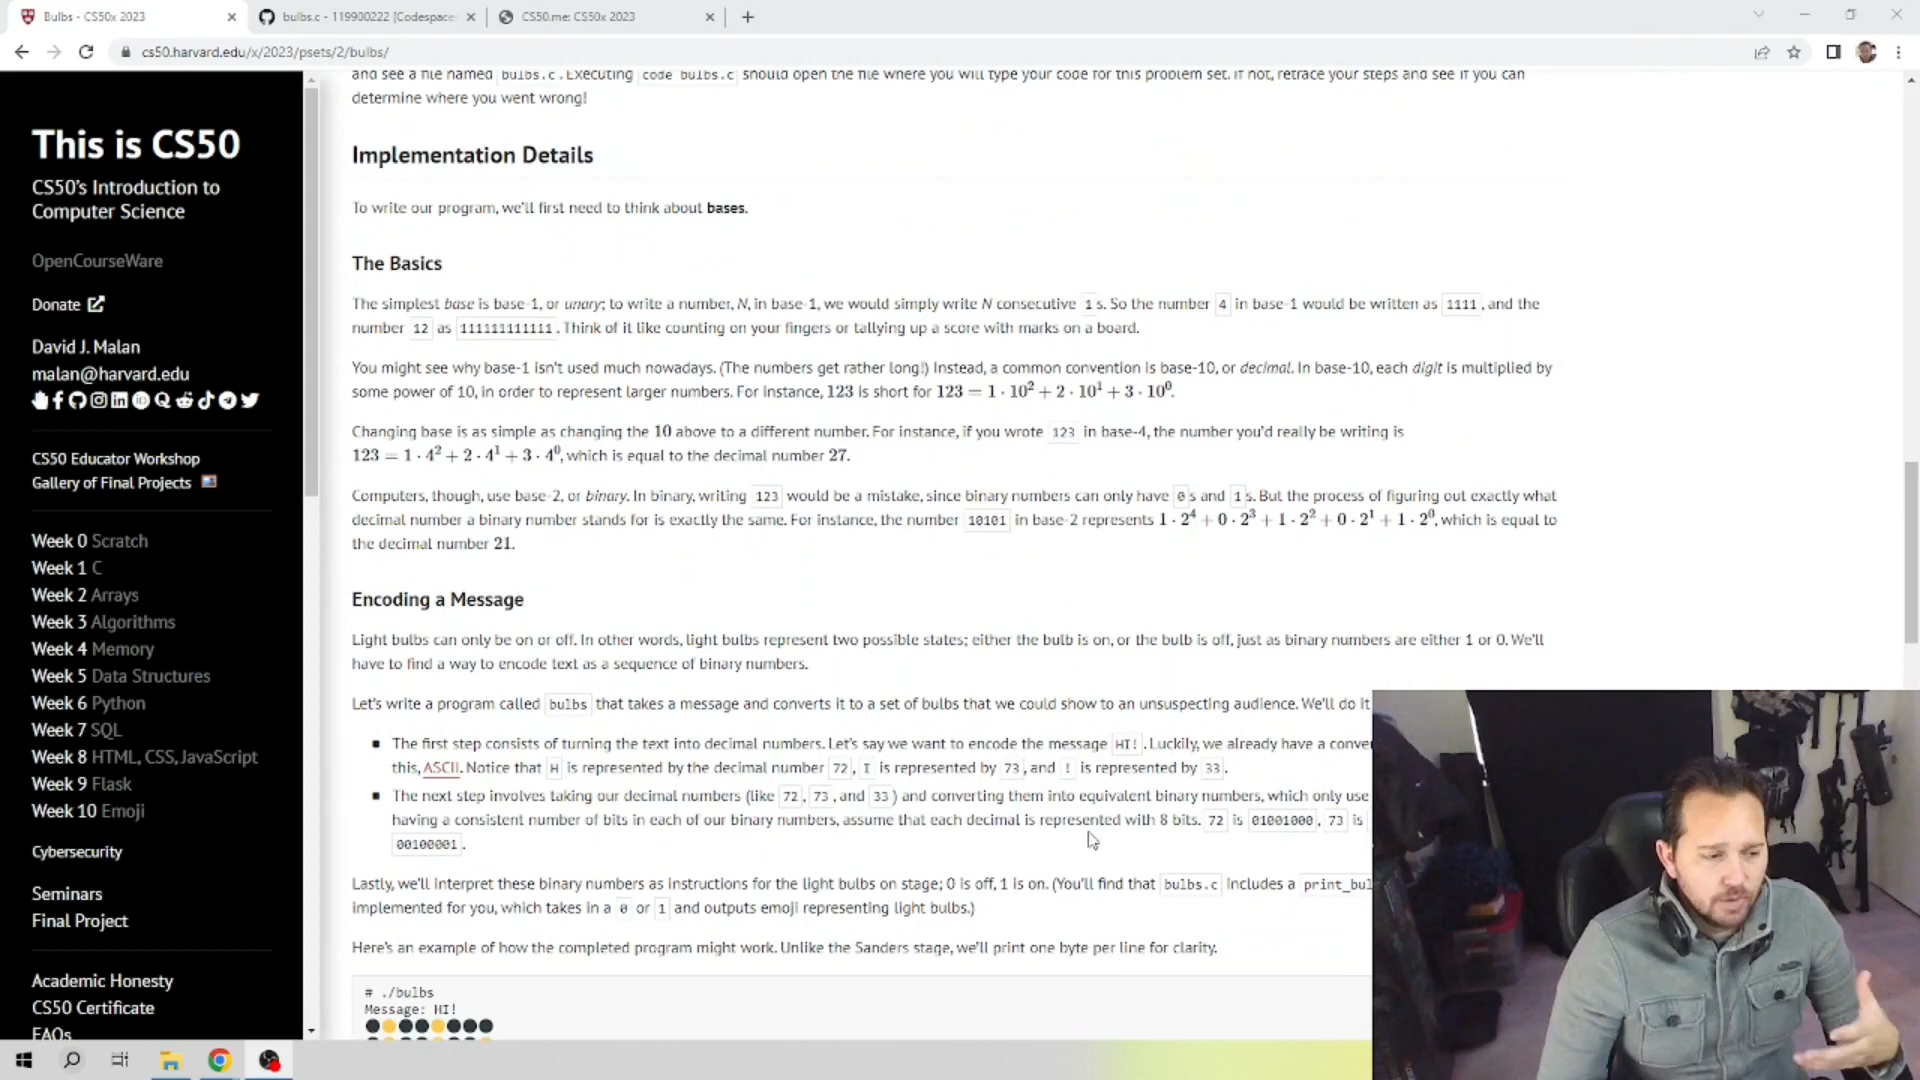 Bulbs - CS50x 2023
bulbs.c - 119900222 [Codespace
CS50.me: CS50x 2023
cs50.harvard.edu/x/2023/psets/2/bulbs/
This is CS50
CS50's Introduction to
Computer Science
OpenCourseWare
Donate
David J. Malan
malan@harvard.edu
CS50 Educator Workshop
Gallery of Final Projects
Week 0 Scratch
Week 1 C
Week 2 Arrays
Week 3 Algorithms
Week 4 Memory
Week 5 Data Structures
Week 6 Python
Week 7 SQL
Week 8 HTML, CSS, JavaScript
Week 9 Flask
Week 10 Emoji
Cybersecurity
Seminars
Final Project
Academic Honesty
CS50 Certificate
FAQs
and see a file named bulbs.c. Executing code bulbs.c should open the file where you will type your code for this problem set. If not, retrace your steps and see if you can
determine where you went wrong!
Implementation Details
To write our program, we'll first need to think about bases.
The Basics
The simplest base is base-1, or unary; to write a number, N, in base-1, we would simply write N consecutive 1s. So the number 4 in base-1 would be written as 1111, and the
number 12 as 111111111111. Think of it like counting on your fingers or tallying up a score with marks on a board.
You might see why base-1 isn't used much nowadays. (The numbers get rather long!) Instead, a common convention is base-10, or decimal. In base-10, each digit is multiplied by
some power of 10, in order to represent larger numbers. For instance, 123 is short for 123 = 1 · 10² + 2 · 10¹ + 3 · 10⁰.
Changing base is as simple as changing the 10 above to a different number. For instance, if you wrote 123 in base-4, the number you'd really be writing is
123 = 1 · 4² + 2 · 4¹ + 3 · 4⁰, which is equal to the decimal number 27.
Computers, though, use base-2, or binary. In binary, writing 123 would be a mistake, since binary numbers can only have 0s and 1s. But the process of figuring out exactly what
decimal number a binary number stands for is exactly the same. For instance, the number 10101 in base-2 represents 1 · 2⁴ + 0 · 2³ + 1 · 2² + 0 · 2¹ + 1 · 2⁰, which is equal to
the decimal number 21.
Encoding a Message
Light bulbs can only be on or off. In other words, light bulbs represent two possible states; either the bulb is on, or the bulb is off, just as binary numbers are either 1 or 0. We'll
have to find a way to encode text as a sequence of binary numbers.
Let's write a program called bulbs that takes a message and converts it to a set of bulbs that we could show to an unsuspecting audience. We'll do it
The first step consists of turning the text into decimal numbers. Let's say we want to encode the message HI!. Luckily, we already have a conver
this, ASCII. Notice that H is represented by the decimal number 72, I is represented by 73, and ! is represented by 33.
The next step involves taking our decimal numbers (like 72, 73, and 33) and converting them into equivalent binary numbers, which only use
having a consistent number of bits in each of our binary numbers, assume that each decimal is represented with 8 bits. 72 is 01001000, 73 is
00100001.
Lastly, we'll interpret these binary numbers as instructions for the light bulbs on stage; 0 is off, 1 is on. (You'll find that bulbs.c includes a print_bul
implemented for you, which takes in a 0 or 1 and outputs emoji representing light bulbs.)
Here's an example of how the completed program might work. Unlike the Sanders stage, we'll print one byte per line for clarity.
# ./bulbs
Message: HI!